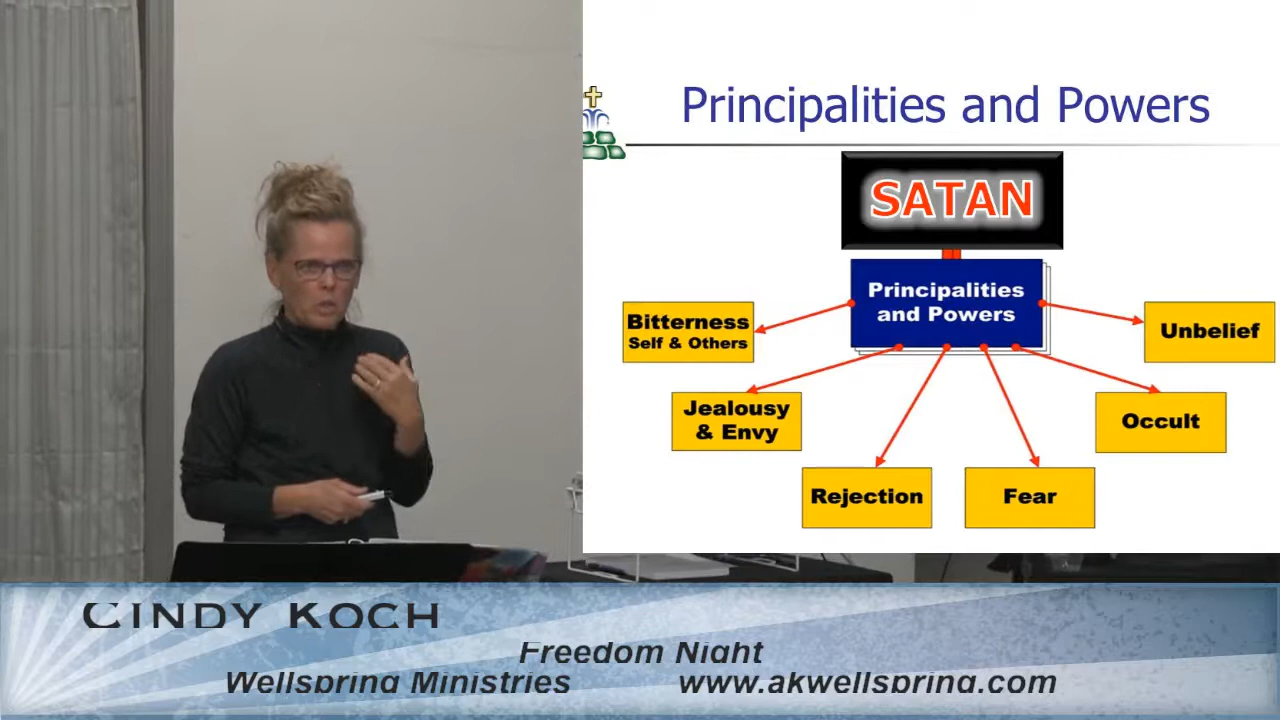 Principalities and Powers
SATAN
Principalities
and Powers
Bitterness
Self & Others
Unbelief
Jealousy
& Envy
Occult
Rejection
Fear
CINDY KOCH
Freedom Night
Wellspring Ministries www.akwellspring.com